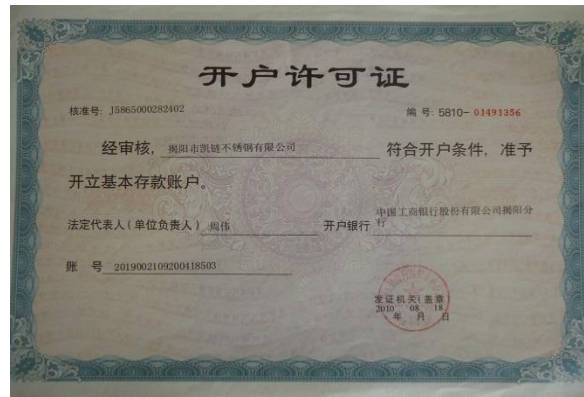 开户许可证
核准号: J5865000282402 编 号: 5810- 01491356
经审核, 揭阳市凯链不锈钢有限公司 符合开户条件, 准予
开立基本存款账户。
法定代表人(单位负责人) 周伟 开户银行 中国工商银行股份有限公司揭阳分行
账 号 2019002109200418503
发证机关(盖章)
2010 08 18
年 月 日